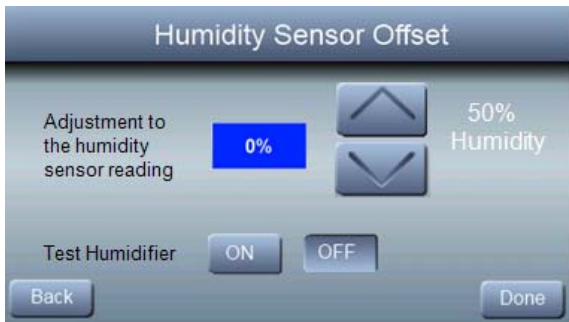 Humidity Sensor Offset
Adjustment to
the humidity
sensor reading
0%
50%
Humidity
Test Humidifier
ON
OFF
Back
Done